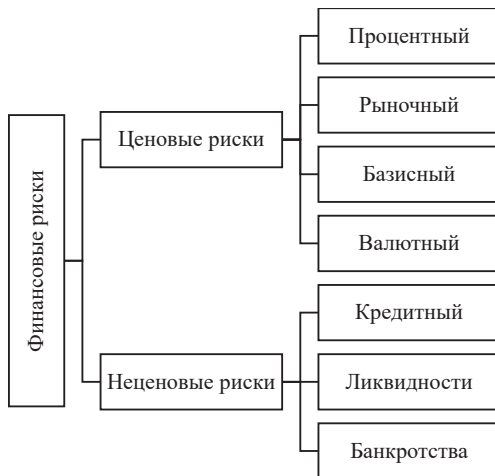 Финансовые риски
Ценовые риски
Процентный
Рыночный
Базисный
Валютный
Неценовые риски
Кредитный
Ликвидности
Банкротства